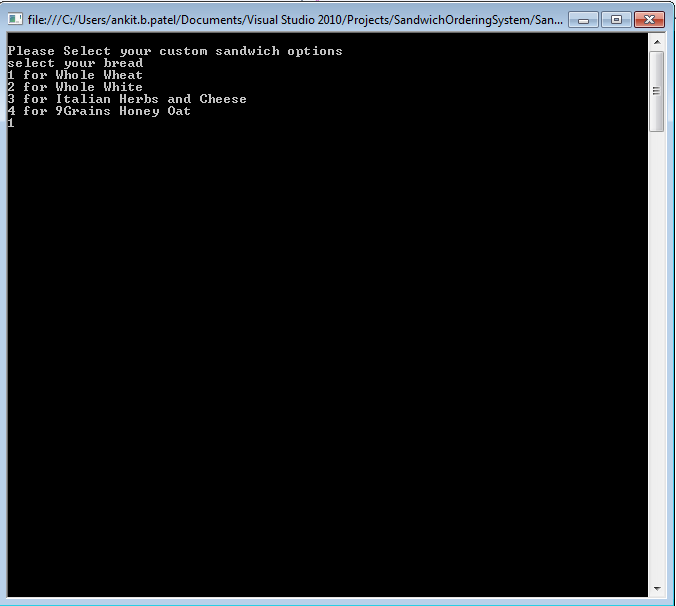 file:///C:/Users/ankit.b.patel/Documents/Visual Studio 2010/Projects/SandwichOrderingSystem/San...
Please Select your custom sandwich options
select your bread
1 for Whole Wheat
2 for Whole White
3 for Italian Herbs and Cheese
4 for 9Grains Honey Oat
1